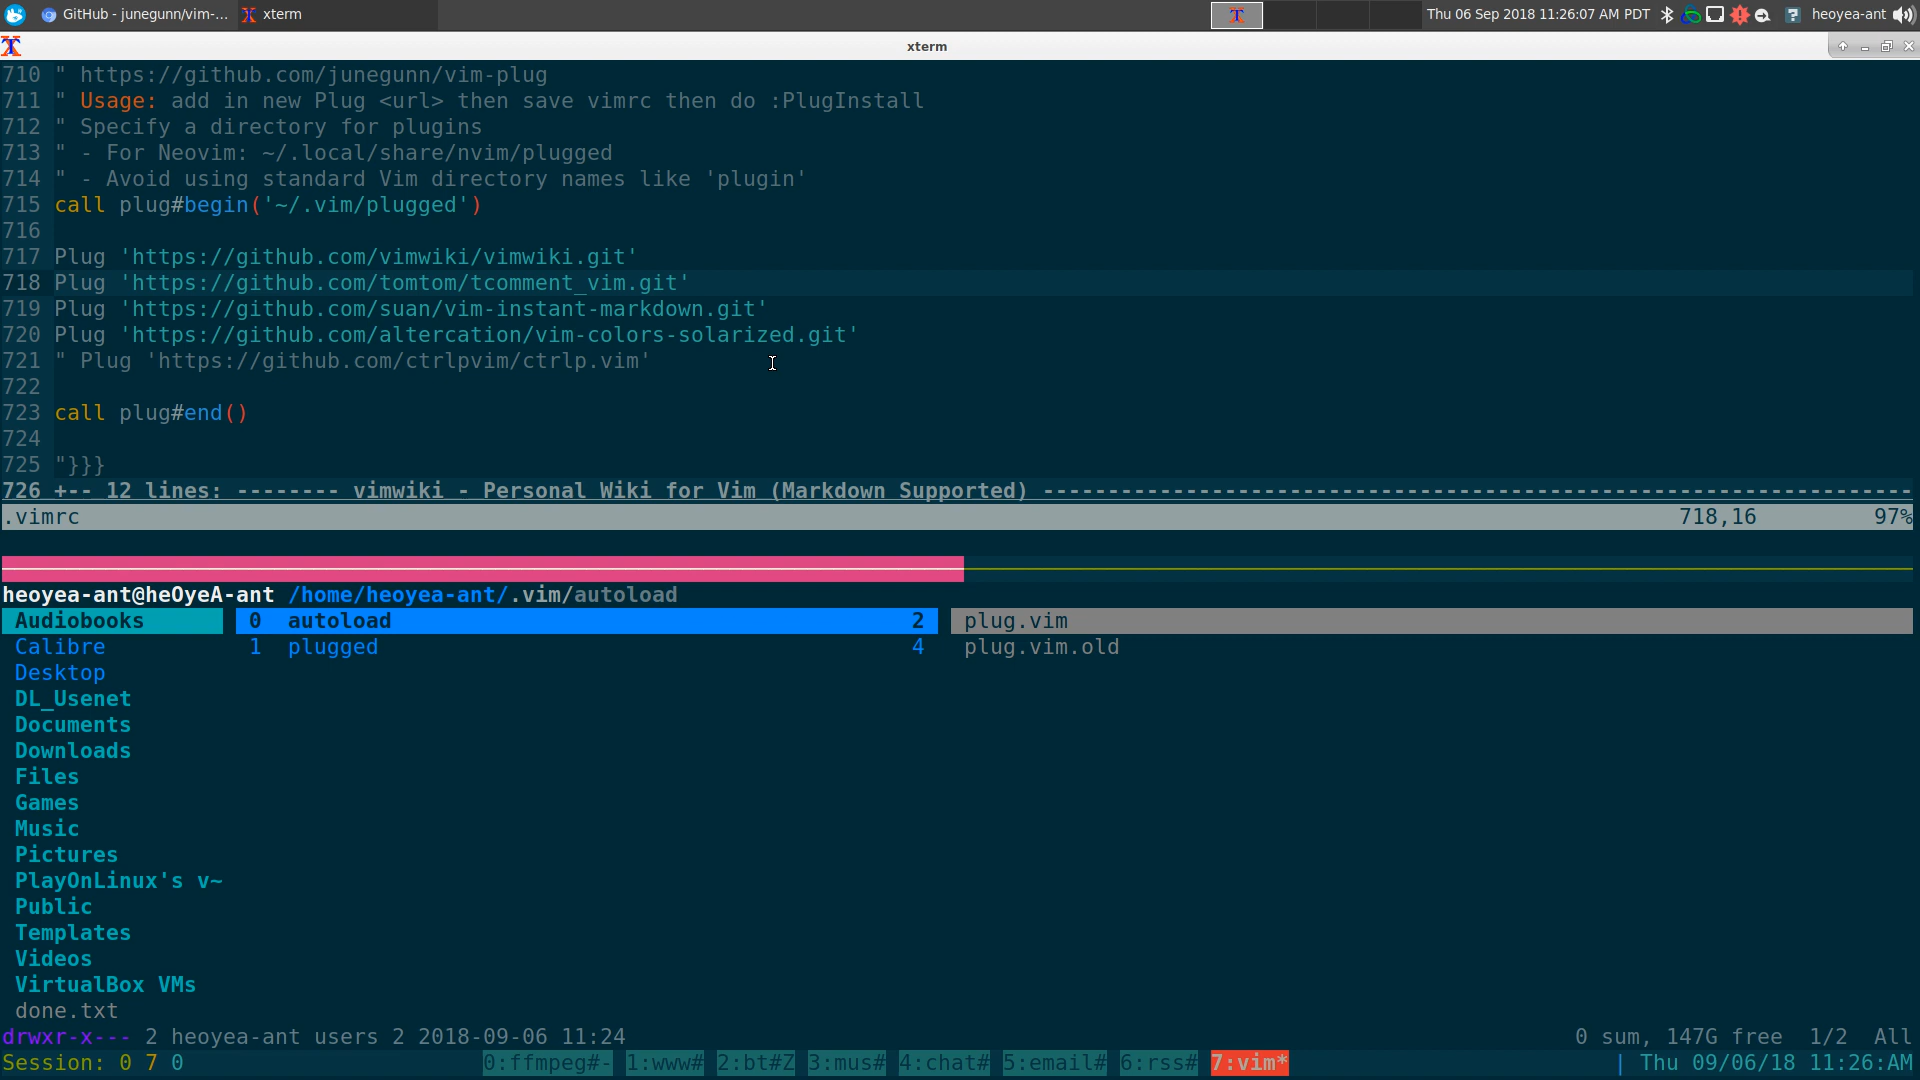 GitHub - junegunn/vim-... xterm Thu 06 Sep 2018 11:26:07 AM PDT heoyea-ant
xterm
710 " https://github.com/junegunn/vim-plug
711 " Usage: add in new Plug <url> then save vimrc then do :PlugInstall
712 " Specify a directory for plugins
713 " - For Neovim: ~/.local/share/nvim/plugged
714 " - Avoid using standard Vim directory names like 'plugin'
715 call plug#begin('~/.vim/plugged')
716
717 Plug 'https://github.com/vimwiki/vimwiki.git'
718 Plug 'https://github.com/tomtom/tcomment_vim.git'
719 Plug 'https://github.com/suan/vim-instant-markdown.git'
720 Plug 'https://github.com/altercation/vim-colors-solarized.git'
721 " Plug 'https://github.com/ctrlpvim/ctrlp.vim'
722
723 call plug#end()
724
725 "}}}
726 +-- 12 lines: -------- vimwiki - Personal Wiki for Vim (Markdown Supported) -------------------------------------------------------------------
.vimrc 718,16 97%
heoyea-ant@heOyeA-ant /home/heoyea-ant/.vim/autoload
Audiobooks 0 autoload 2 plug.vim
Calibre 1 plugged 4 plug.vim.old
Desktop
DL_Usenet
Documents
Downloads
Files
Games
Music
Pictures
PlayOnLinux's v~
Public
Templates
Videos
VirtualBox VMs
done.txt
drwxr-x--- 2 heoyea-ant users 2 2018-09-06 11:24 0 sum, 147G free 1/2 All
Session: 0 7 0 0:ffmpeg#- 1:www# 2:bt#Z 3:mus# 4:chat# 5:email# 6:rss# 7:vim* | Thu 09/06/18 11:26:AM